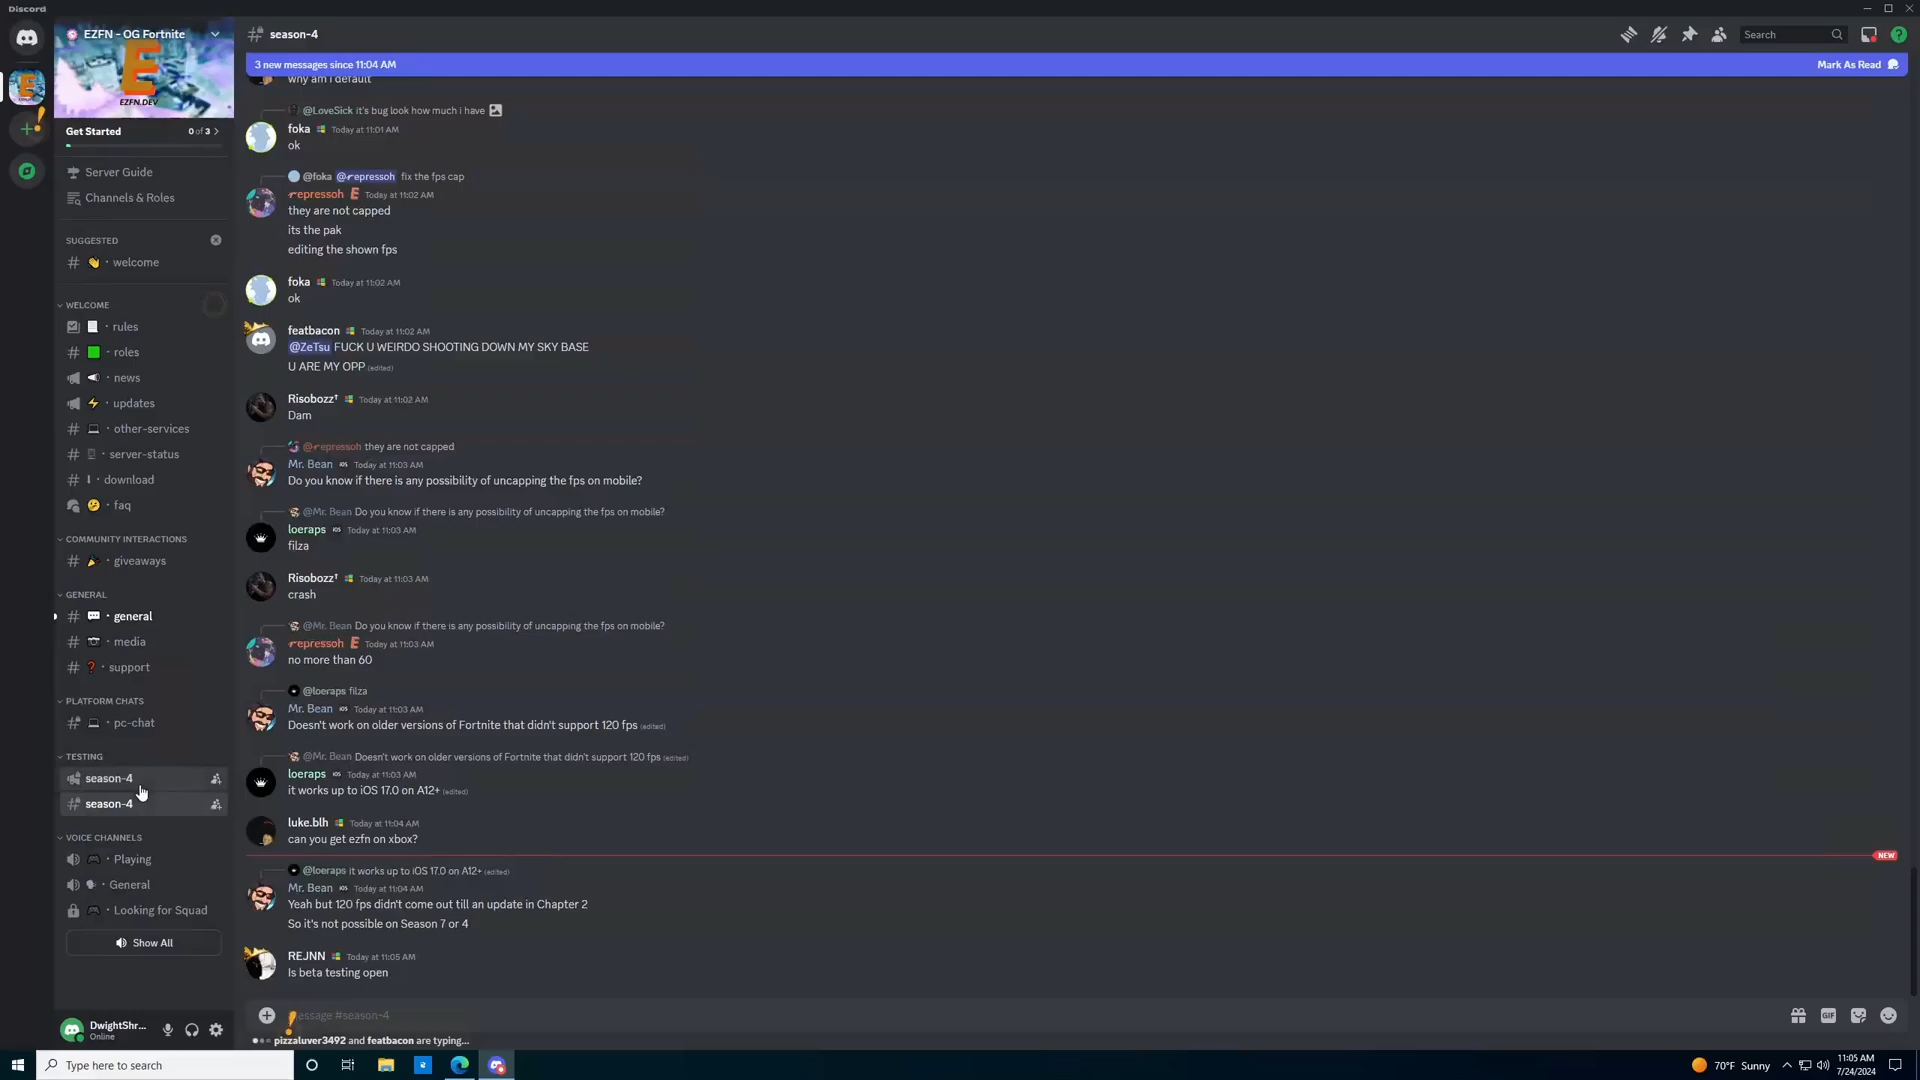 Discord
EZFN - OG Fortnite
season-4
Search
3 new messages since 11:04 AM
Mark As Read
E
EZFN.DEV
why am i default
Get Started
0 of 3
@LoveSick it's bug look how much i have
foka Today at 11:01 AM
ok
Server Guide
Channels & Roles
@foka @repressoh fix the fps cap
repressoh E Today at 11:02 AM
they are not capped
its the pak
editing the shown fps
SUGGESTED
welcome
foka Today at 11:02 AM
ok
WELCOME
rules
roles
news
updates
other-services
server-status
download
faq
featbacon Today at 11:02 AM
@ZeTsu FUCK U WEIRDO SHOOTING DOWN MY SKY BASE
U ARE MY OPP (edited)
Risobozz† Today at 11:02 AM
Dam
@repressoh they are not capped
Mr. Bean iOS Today at 11:03 AM
Do you know if there is any possibility of uncapping the fps on mobile?
@Mr. Bean Do you know if there is any possibility of uncapping the fps on mobile?
loeraps iOS Today at 11:03 AM
filza
COMMUNITY INTERACTIONS
giveaways
Risobozz† Today at 11:03 AM
crash
GENERAL
general
media
support
@Mr. Bean Do you know if there is any possibility of uncapping the fps on mobile?
repressoh E Today at 11:03 AM
no more than 60
PLATFORM CHATS
pc-chat
@loeraps filza
Mr. Bean iOS Today at 11:03 AM
Doesn't work on older versions of Fortnite that didn't support 120 fps (edited)
TESTING
season-4
season-4
@Mr. Bean Doesn't work on older versions of Fortnite that didn't support 120 fps (edited)
loeraps iOS Today at 11:03 AM
it works up to iOS 17.0 on A12+ (edited)
luke.blh Today at 11:04 AM
can you get ezfn on xbox?
NEW
VOICE CHANNELS
Playing
General
Looking for Squad
Show All
@loeraps it works up to iOS 17.0 on A12+ (edited)
Mr. Bean iOS Today at 11:04 AM
Yeah but 120 fps didn't come out till an update in Chapter 2
So it's not possible on Season 7 or 4
REJNN Today at 11:05 AM
Is beta testing open
DwightShr...
Online
essage #season-4
GIF
pizzaluver3492 and featbacon are typing...
Type here to search
70°F Sunny
11:05 AM
7/24/2024